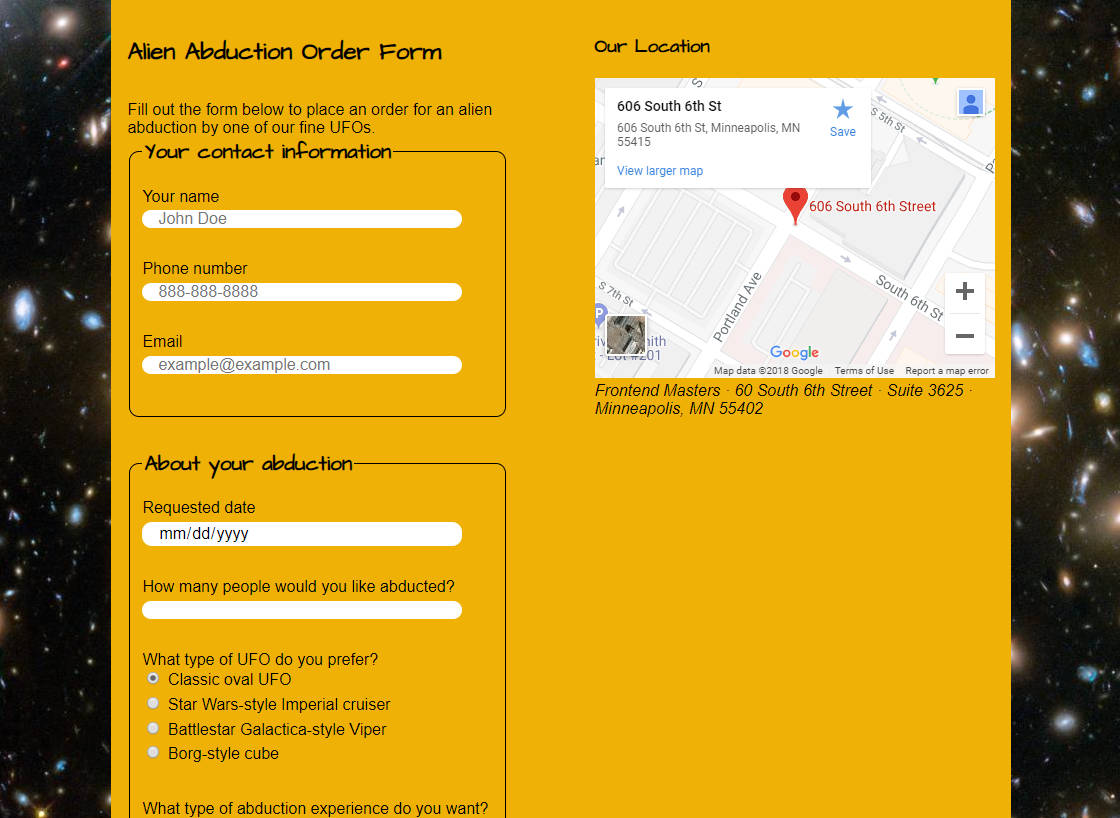 Alien Abduction Order Form
Fill out the form below to place an order for an alien
abduction by one of our fine UFOs.
Your contact information
Your name
John Doe
Phone number
888-888-8888
Email
example@example.com
About your abduction
Requested date
mm/dd/yyyy
How many people would you like abducted?
What type of UFO do you prefer?
Classic oval UFO
Star Wars-style Imperial cruiser
Battlestar Galactica-style Viper
Borg-style cube
What type of abduction experience do you want?
Our Location
606 South 6th St
606 South 6th St, Minneapolis, MN
55415
Save
View larger map
S 5th St
606 South 6th Street
S 7th St
Portland Ave
South 6th St
P
- Lot #201
Google
Map data ©2018 Google Terms of Use Report a map error
Frontend Masters · 60 South 6th Street · Suite 3625 ·
Minneapolis, MN 55402